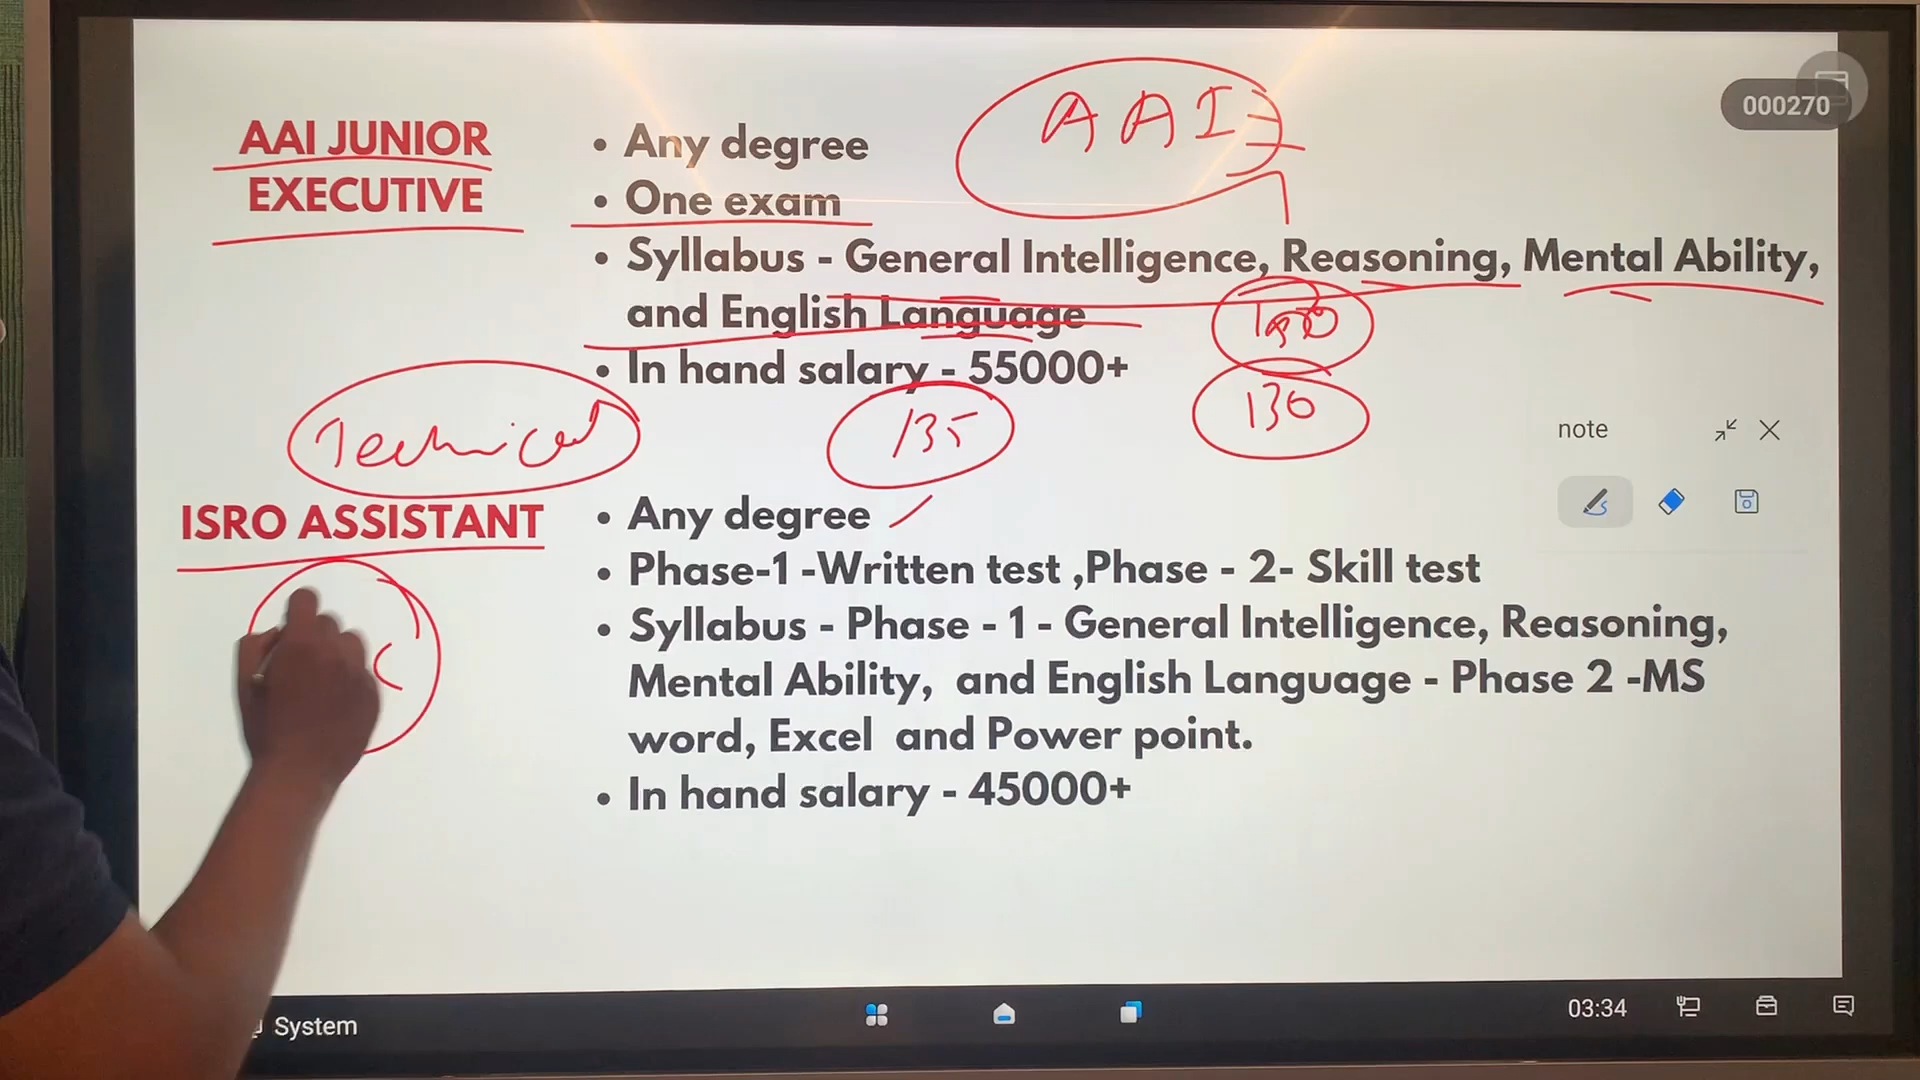 000270
AAI
AAI JUNIOR
EXECUTIVE
• Any degree
• One exam
• Syllabus - General Intelligence, Reasoning, Mental Ability,
and English Language
• In hand salary - 55000+
130
135
Technical
note
ISRO ASSISTANT
• Any degree
• Phase-1 -Written test ,Phase - 2- Skill test
• Syllabus - Phase - 1 - General Intelligence, Reasoning,
Mental Ability, and English Language - Phase 2 -MS
word, Excel and Power point.
• In hand salary - 45000+
System
03:34